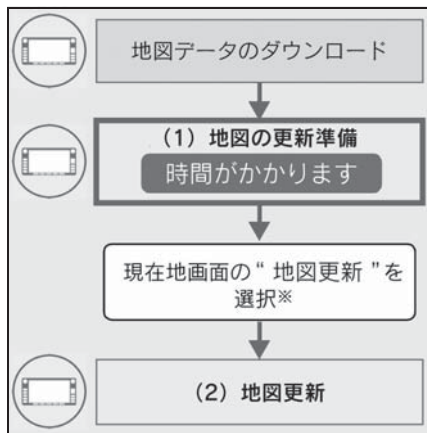 地図データのダウンロード
(1) 地図の更新準備
時間がかかります
現在地画面の“ 地図更新 ”を
選択※
(2) 地図更新